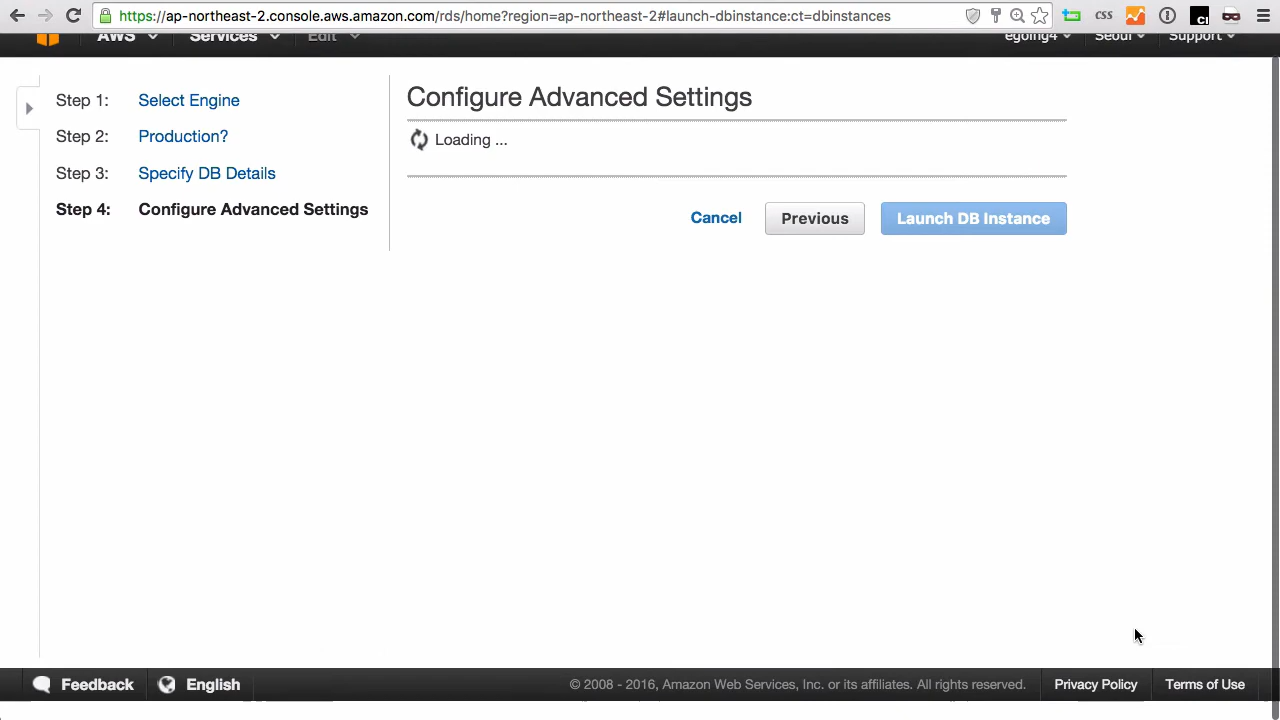 https://ap-northeast-2.console.aws.amazon.com/rds/home?region=ap-northeast-2#launch-dbinstance:ct=dbinstances
css
AWS Services Edit egoing4 Seoul Support
Step 1: Select Engine
Step 2: Production?
Step 3: Specify DB Details
Step 4: Configure Advanced Settings
Configure Advanced Settings
Loading ...
Cancel Previous Launch DB Instance
Feedback English © 2008 - 2016, Amazon Web Services, Inc. or its affiliates. All rights reserved. Privacy Policy Terms of Use